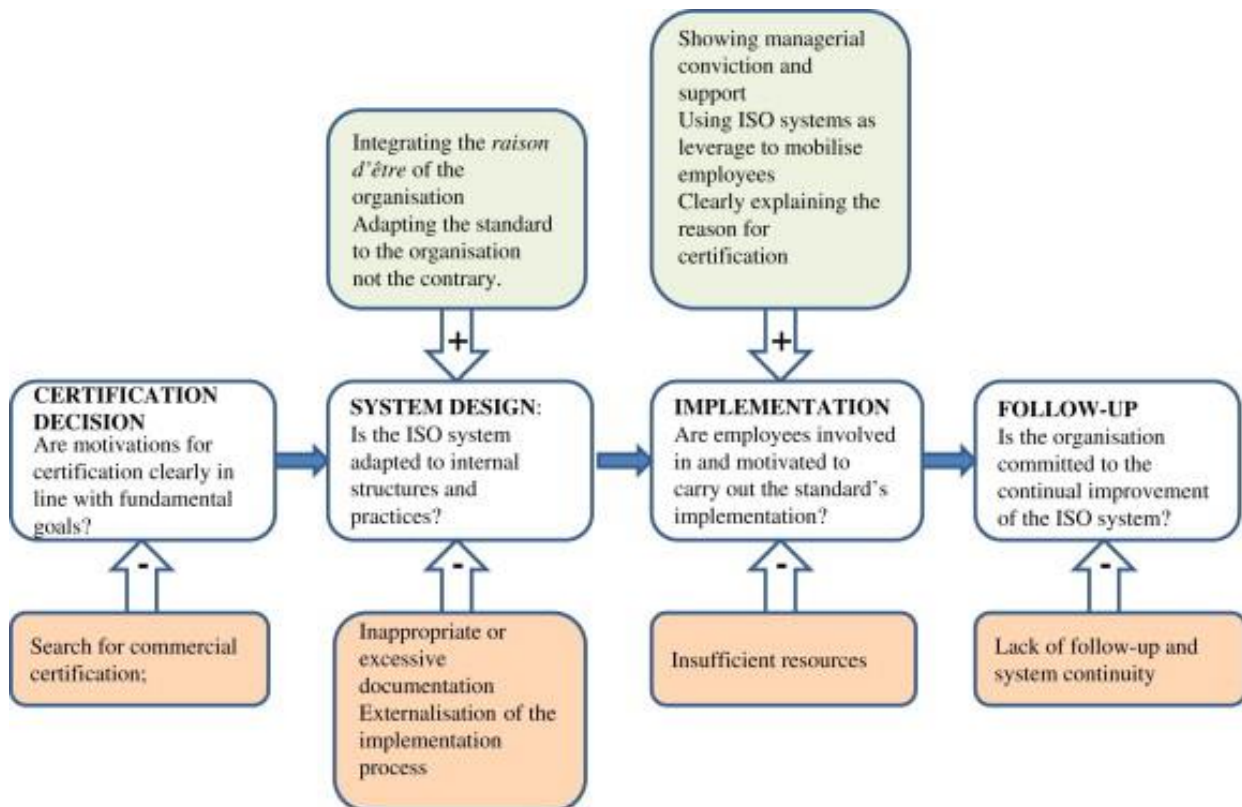 Showing managerial
conviction and
support
Using ISO systems as
leverage to mobilise
employees
Clearly explaining the
reason for
certification
Integrating the raison
d'être of the
organisation
Adapting the standard
to the organisation
not the contrary.
+
+
CERTIFICATION
DECISION
Are motivations for
certification clearly in
line with fundamental
goals?
SYSTEM DESIGN:
Is the ISO system
adapted to internal
structures and
practices?
IMPLEMENTATION
Are employees involved
in and motivated to
carry out the standard's
implementation?
FOLLOW-UP
Is the organisation
committed to the
continual improvement
of the ISO system?
-
-
-
-
Search for commercial
certification;
Inappropriate or
excessive
documentation
Externalisation of the
implementation
process
Insufficient resources
Lack of follow-up and
system continuity